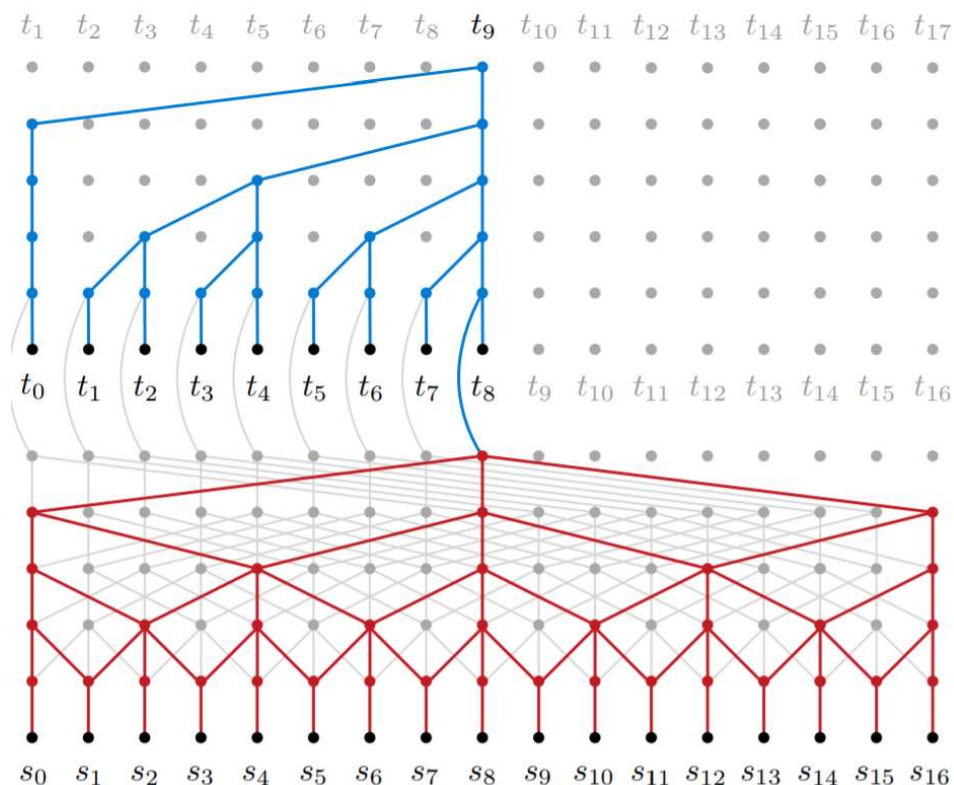 t₁ t₂ t₃ t₄ t₅ t₆ t₇ t₈ t₉ t₁₀ t₁₁ t₁₂ t₁₃ t₁₄ t₁₅ t₁₆ t₁₇
t₀ t₁ t₂ t₃ t₄ t₅ t₆ t₇ t₈ t₉ t₁₀ t₁₁ t₁₂ t₁₃ t₁₄ t₁₅ t₁₆
s₀ s₁ s₂ s₃ s₄ s₅ s₆ s₇ s₈ s₉ s₁₀ s₁₁ s₁₂ s₁₃ s₁₄ s₁₅ s₁₆